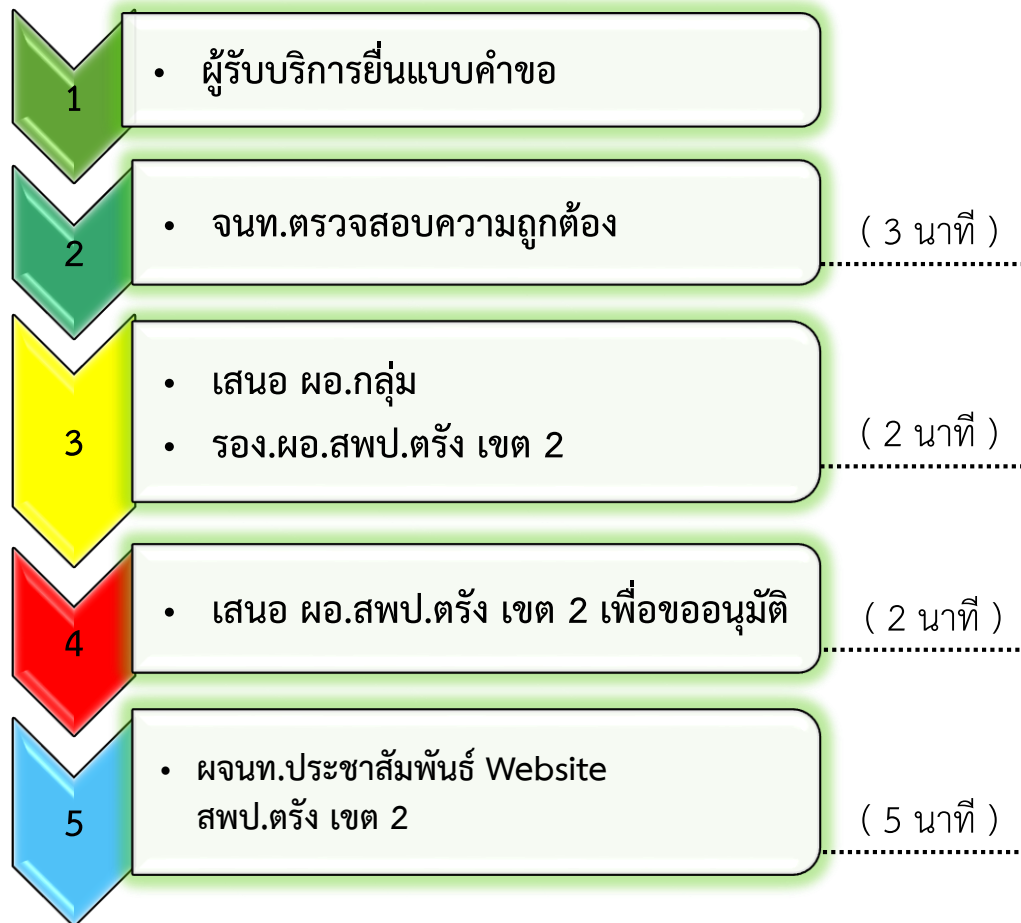 1
• ผู้รับบริการยื่นแบบคำขอ
2
• จนท.ตรวจสอบความถูกต้อง
( 3 นาที )
3
• เสนอ ผอ.กลุ่ม
• รอง.ผอ.สพป.ตรัง เขต 2
( 2 นาที )
4
• เสนอ ผอ.สพป.ตรัง เขต 2 เพื่อขออนุมัติ
( 2 นาที )
5
• ผจนท.ประชาสัมพันธ์ Website
สพป.ตรัง เขต 2
( 5 นาที )